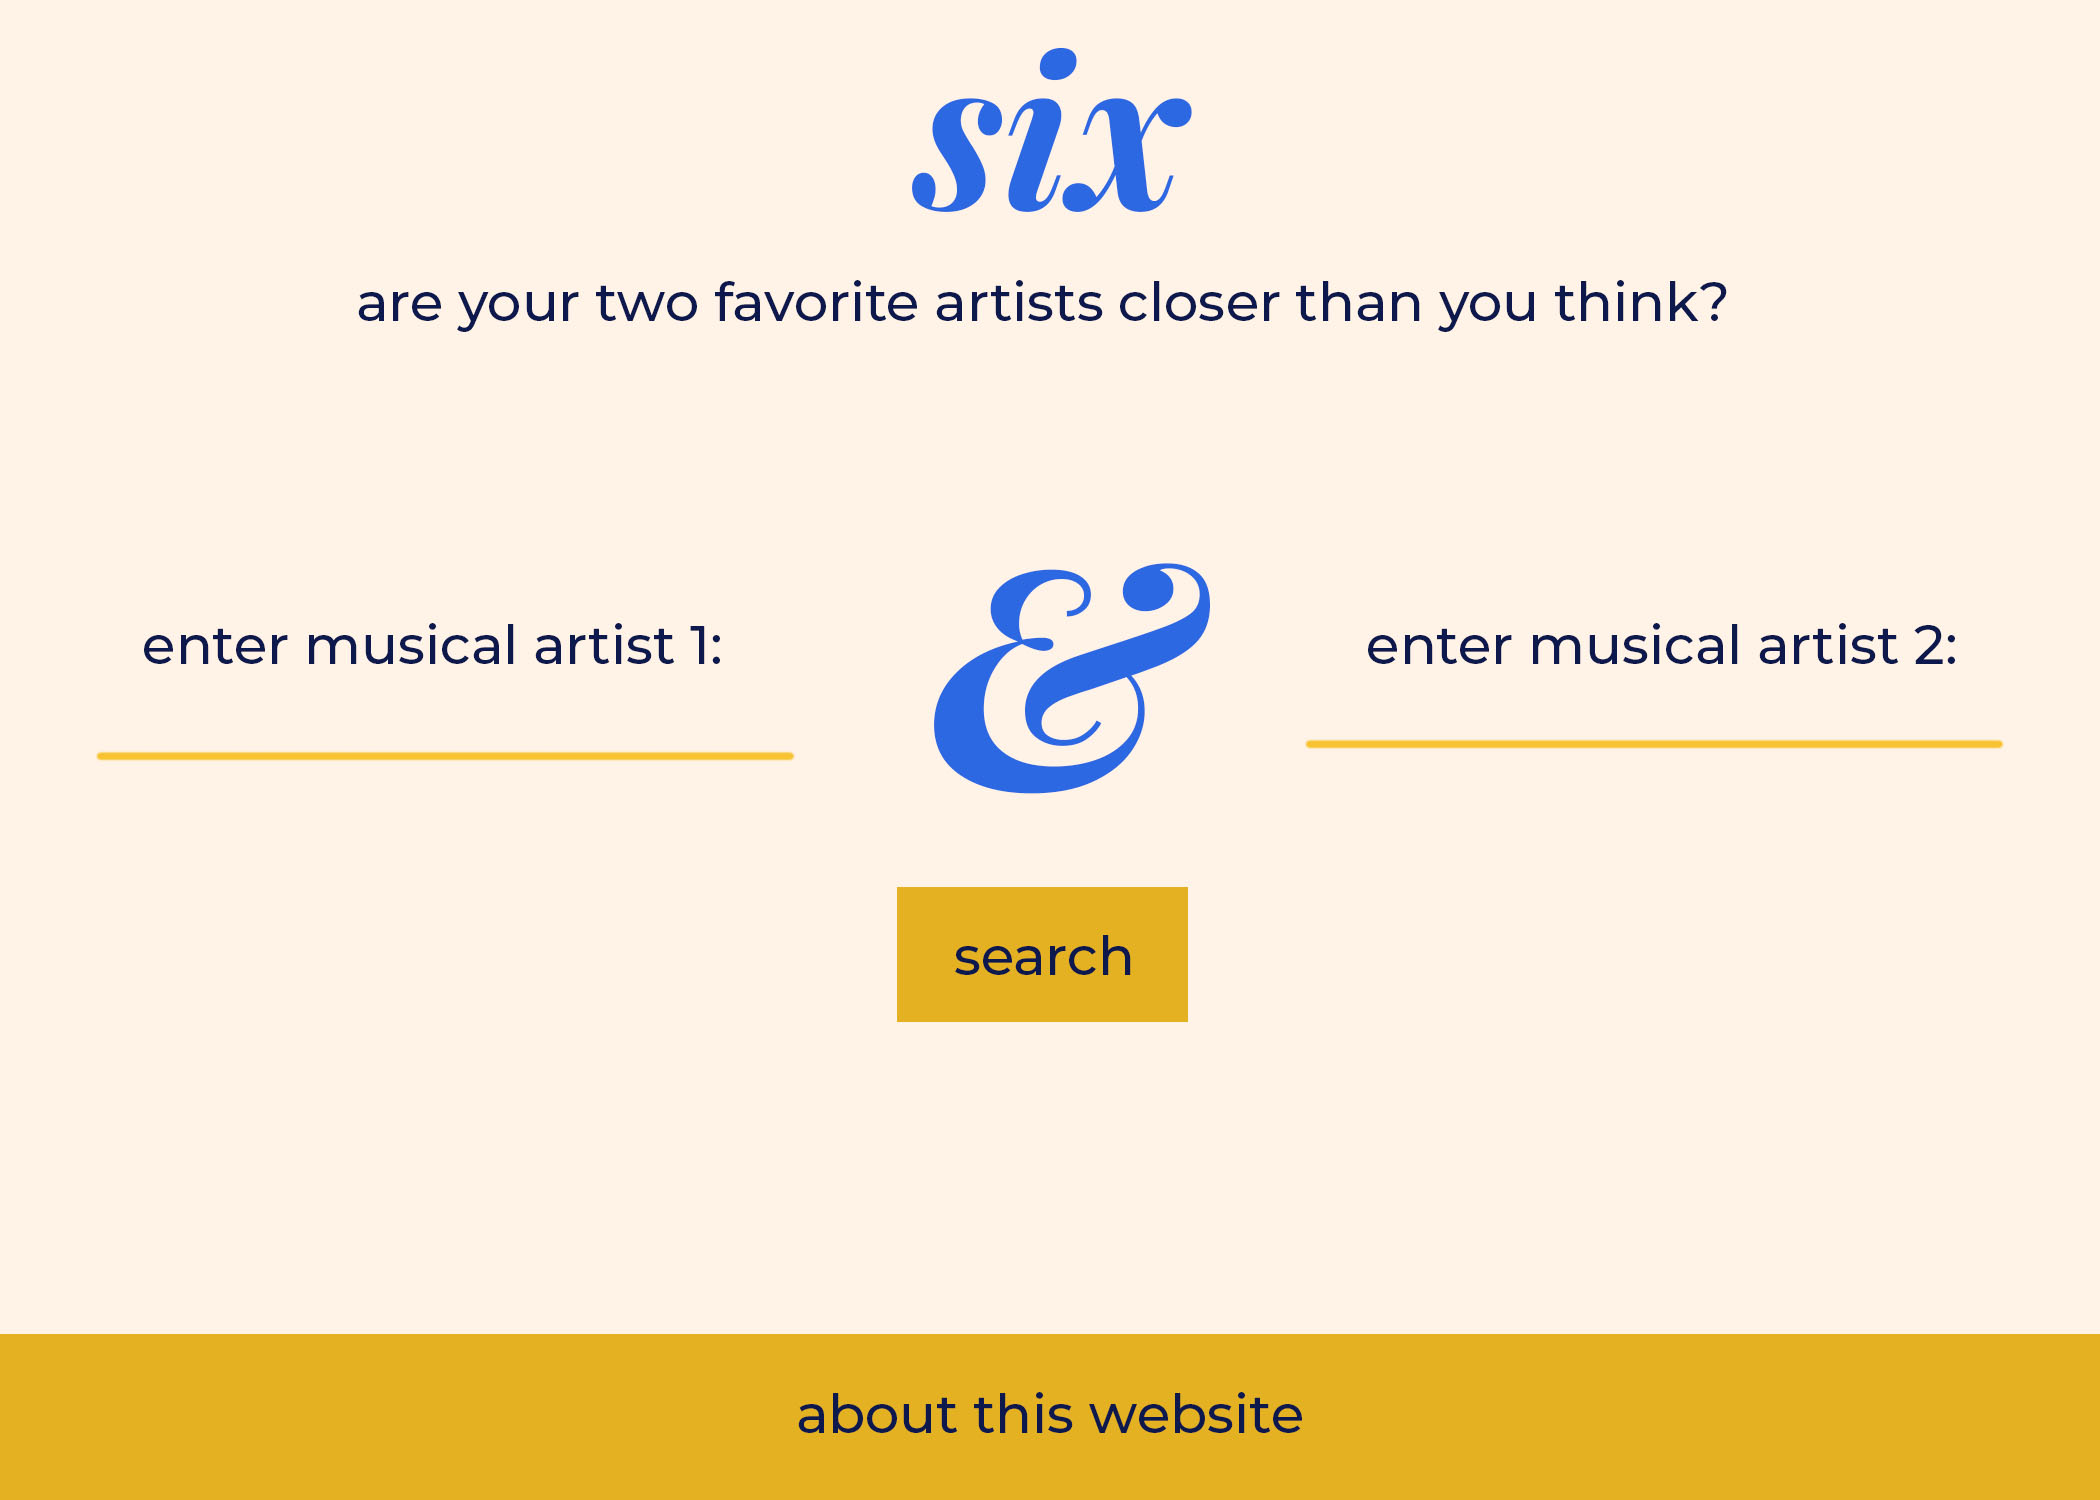 six
are your two favorite artists closer than you think?
enter musical artist 1:
&
enter musical artist 2:
search
about this website